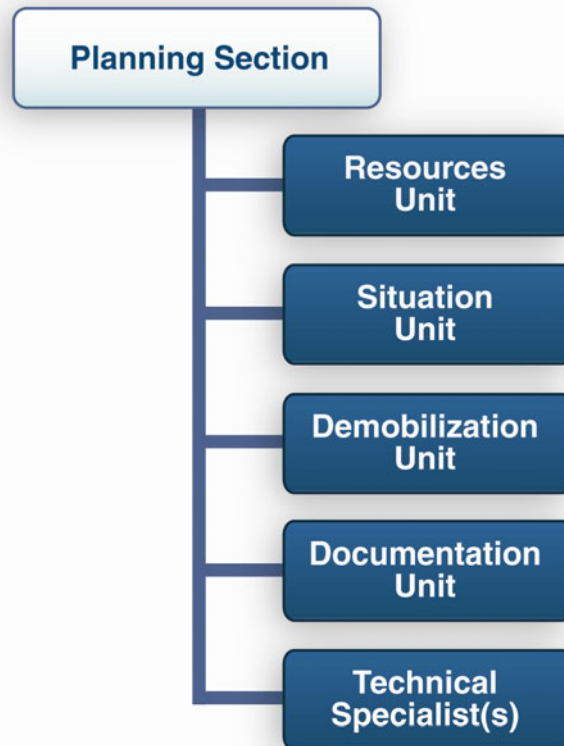 Planning Section
Resources
Unit
Situation
Unit
Demobilization
Unit
Documentation
Unit
Technical
Specialist(s)